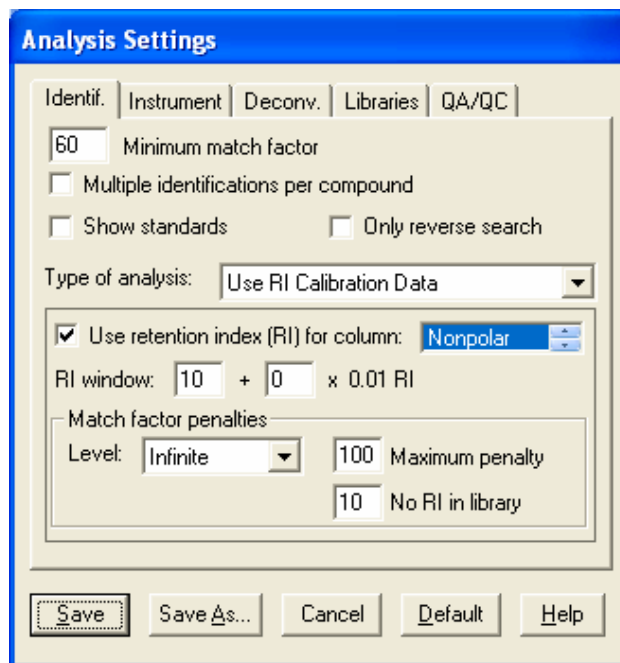 Analysis Settings
Identif. Instrument Deconv. Libraries QA/QC
60 Minimum match factor
Multiple identifications per compound
Show standards Only reverse search
Type of analysis: Use RI Calibration Data
Use retention index (RI) for column: Nonpolar
RI window: 10 + 0 x 0.01 RI
Match factor penalties
Level: Infinite 100 Maximum penalty
10 No RI in library
Save Save As... Cancel Default Help